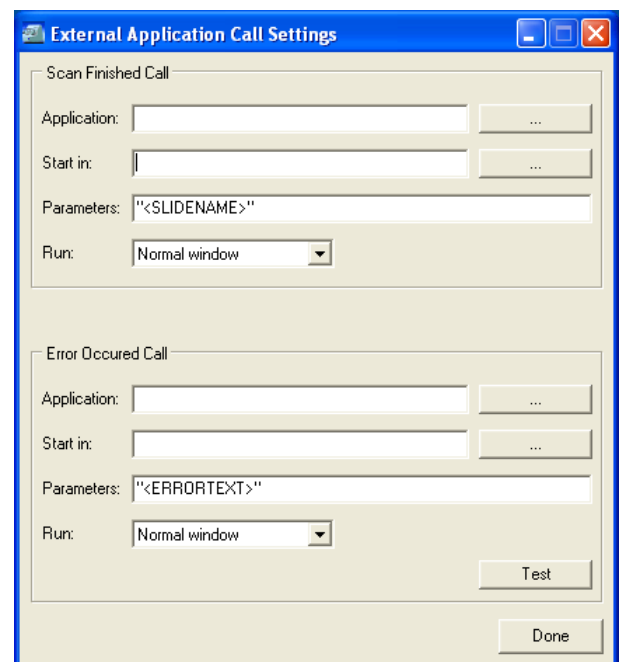 External Application Call Settings
Scan Finished Call
Application:
...
Start in:
...
Parameters: "<SLIDENAME>"
Run: Normal window
Error Occured Call
Application:
...
Start in:
...
Parameters: "<ERRORTEXT>"
Run: Normal window
Test
Done